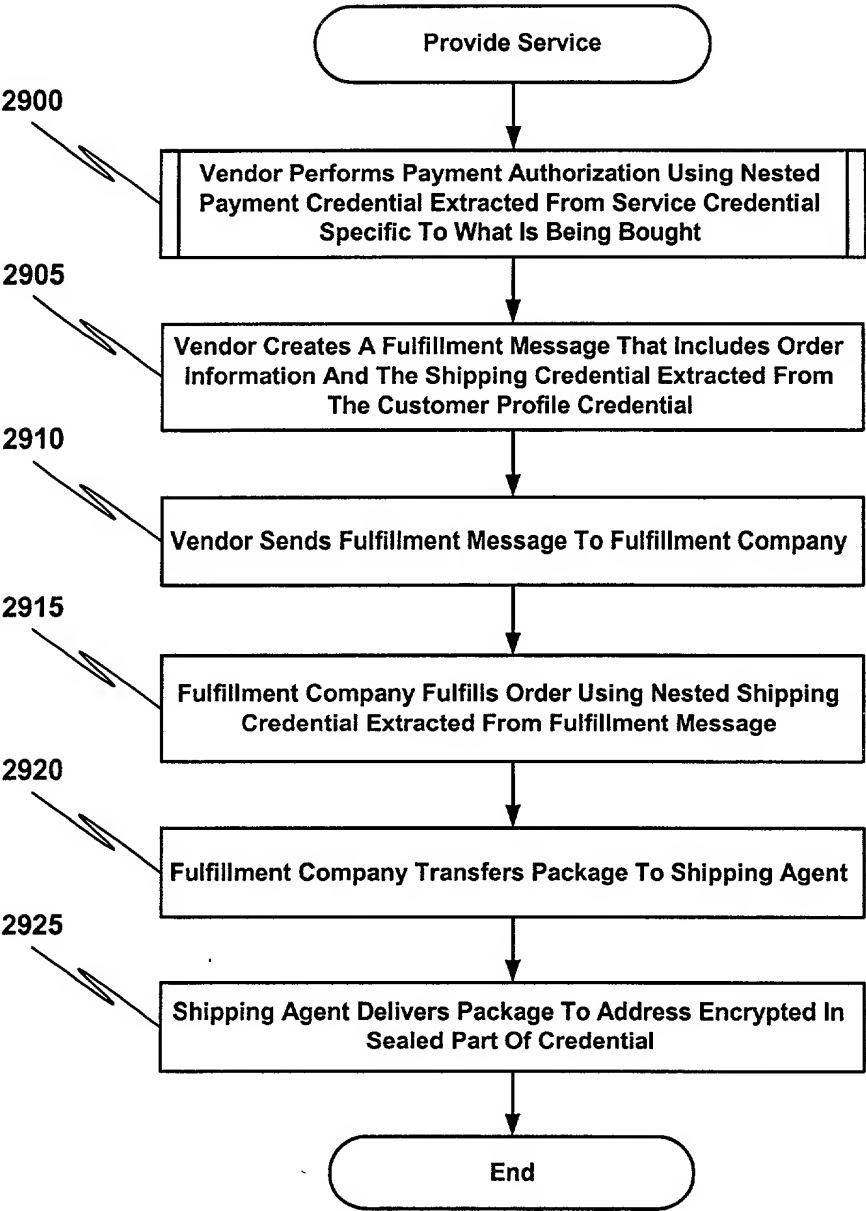 Provide Service
2900
Vendor Performs Payment Authorization Using Nested
Payment Credential Extracted From Service Credential
Specific To What Is Being Bought
2905
Vendor Creates A Fulfillment Message That Includes Order
Information And The Shipping Credential Extracted From
The Customer Profile Credential
2910
Vendor Sends Fulfillment Message To Fulfillment Company
2915
Fulfillment Company Fulfills Order Using Nested Shipping
Credential Extracted From Fulfillment Message
2920
Fulfillment Company Transfers Package To Shipping Agent
2925
Shipping Agent Delivers Package To Address Encrypted In
Sealed Part Of Credential
End